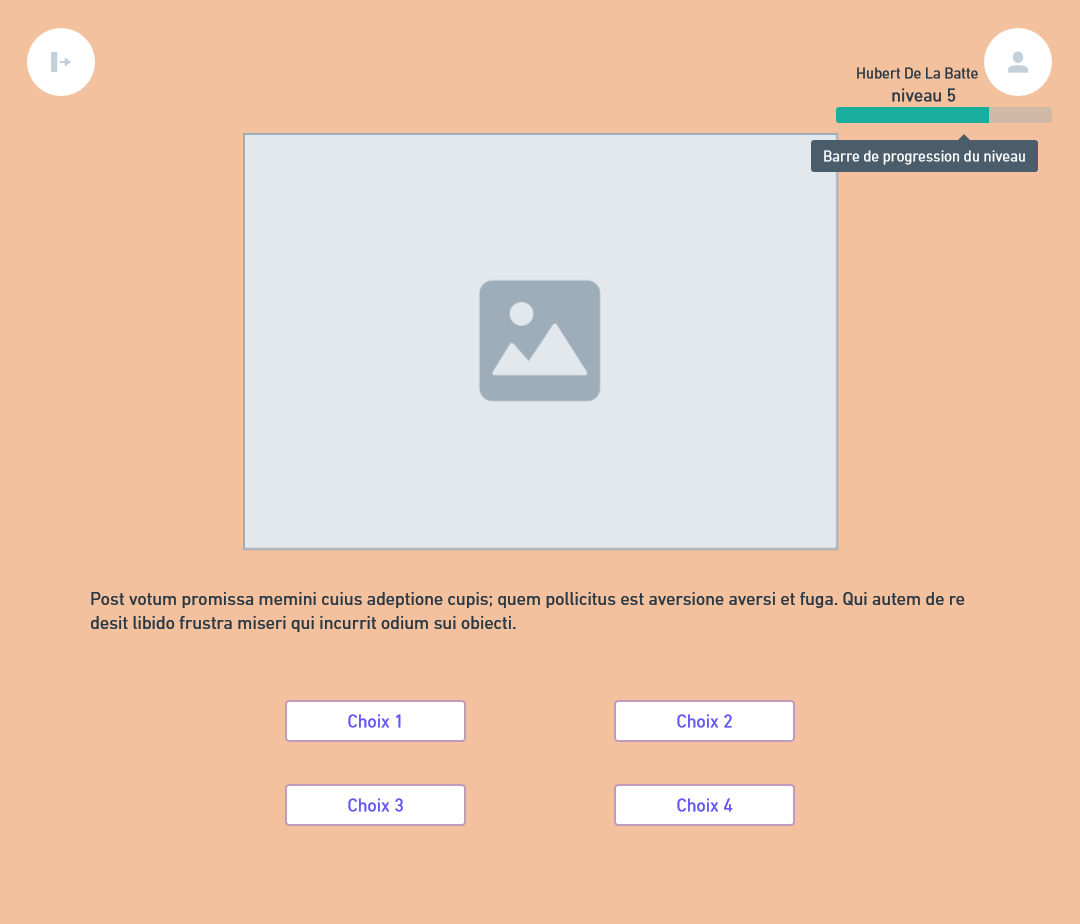 Hubert De La Batte
niveau 5
Barre de progression du niveau
Post votum promissa memini cuius adeptione cupis; quem pollicitus est aversione aversi et fuga. Qui autem de re
desit libido frustra miseri qui incurrit odium sui obiecti.
Choix 1
Choix 2
Choix 3
Choix 4